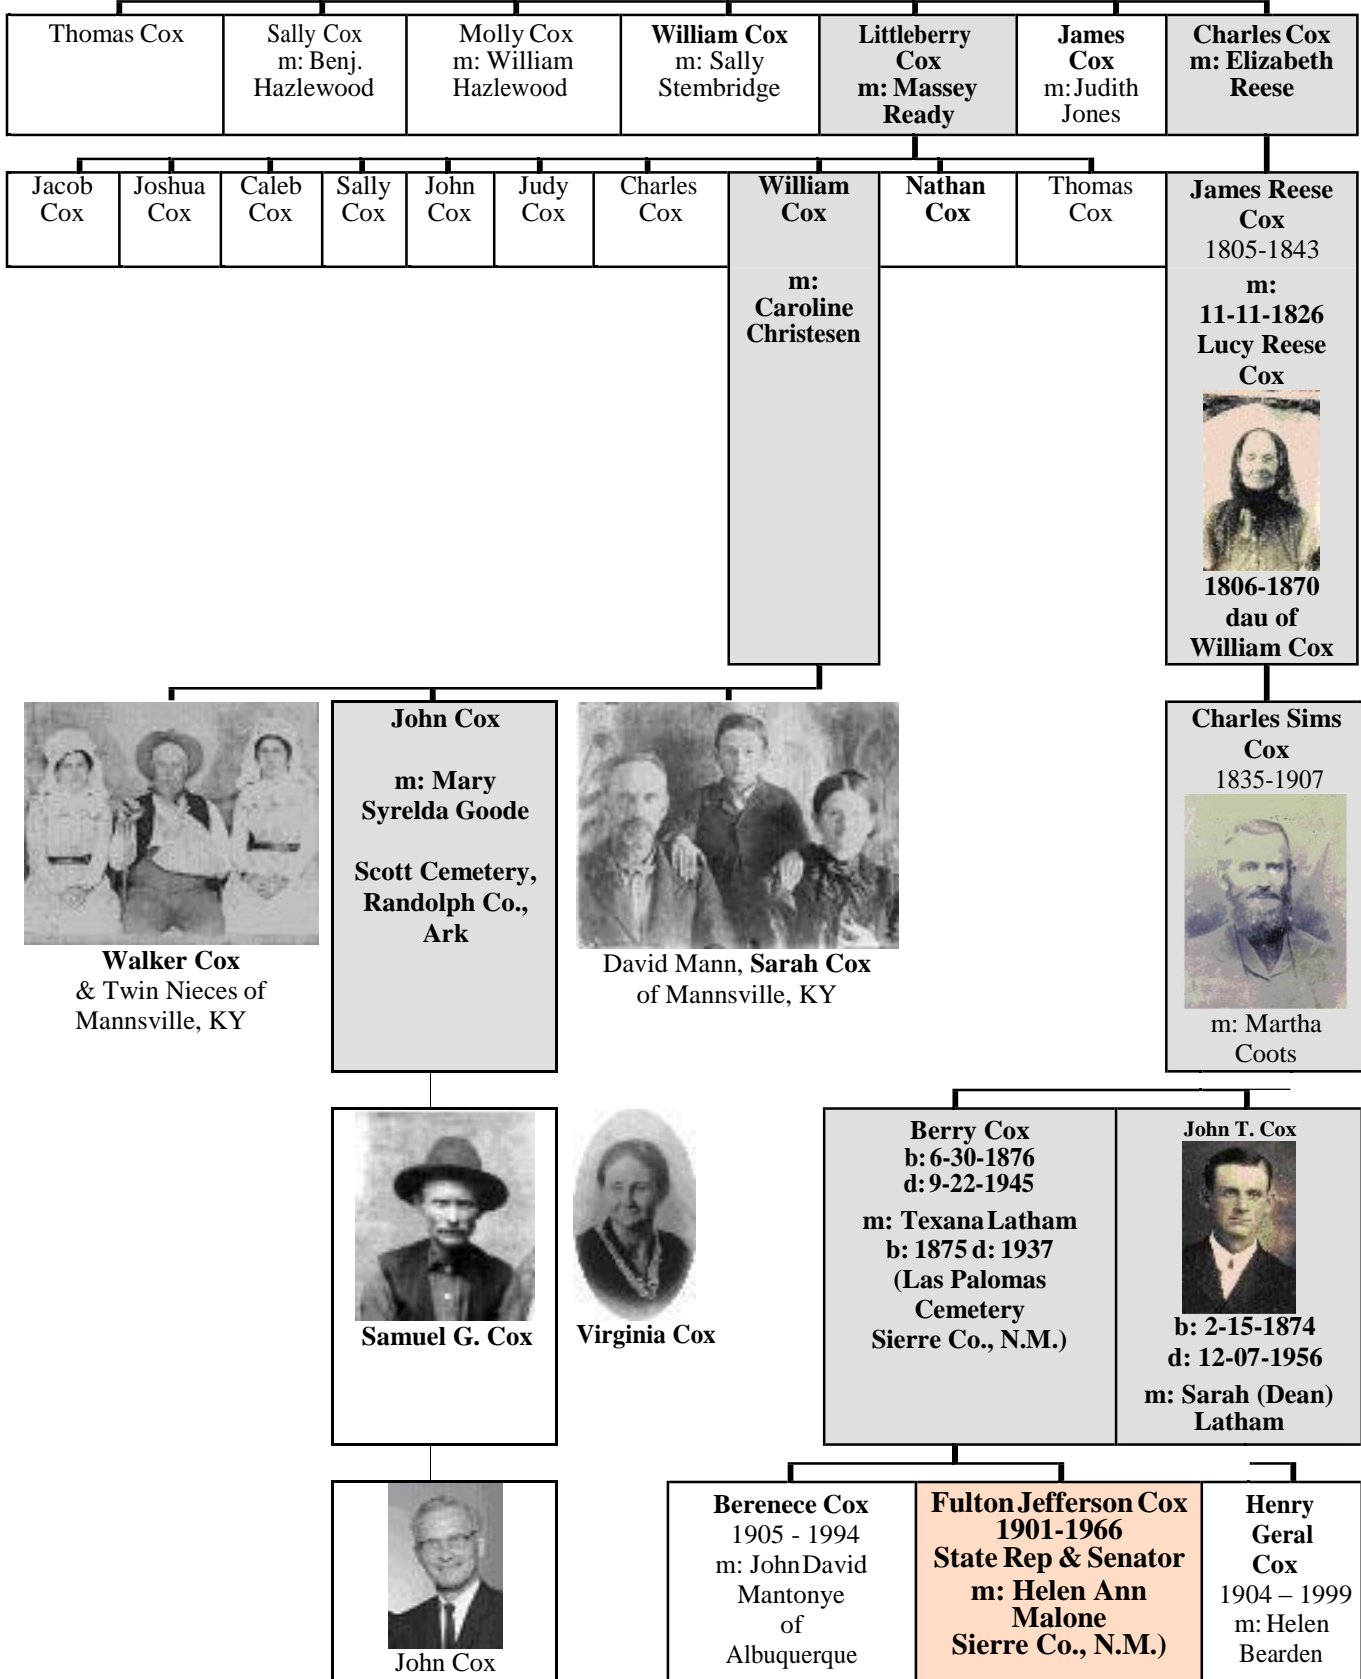 Thomas Cox
Sally Cox
m: Benj.
Hazlewood
Molly Cox
m: William
Hazlewood
William Cox
m: Sally
Stembridge
Littleberry
Cox
m: Massey
Ready
James
Cox
m: Judith
Jones
Charles Cox
m: Elizabeth
Reese
Jacob
Cox
Joshua
Cox
Caleb
Cox
Sally
Cox
John
Cox
Judy
Cox
Charles
Cox
William
Cox
m:
Caroline
Christesen
Nathan
Cox
Thomas
Cox
James Reese
Cox
1805-1843
m:
11-11-1826
Lucy Reese
Cox
1806-1870
dau of
William Cox
Walker Cox
& Twin Nieces of
Mannsville, KY
John Cox
m: Mary
Syrelda Goode
Scott Cemetery,
Randolph Co.,
Ark
David Mann, Sarah Cox
of Mannsville, KY
Charles Sims
Cox
1835-1907
m: Martha
Coots
Samuel G. Cox
Virginia Cox
Berry Cox
b: 6-30-1876
d: 9-22-1945
m: Texana Latham
b: 1875 d: 1937
(Las Palomas
Cemetery
Sierre Co., N.M.)
John T. Cox
b: 2-15-1874
d: 12-07-1956
m: Sarah (Dean)
Latham
John Cox
Berenece Cox
1905 - 1994
m: John David
Mantonye
of
Albuquerque
Fulton Jefferson Cox
1901-1966
State Rep & Senator
m: Helen Ann
Malone
Sierre Co., N.M.)
Henry
Geral
Cox
1904 – 1999
m: Helen
Bearden